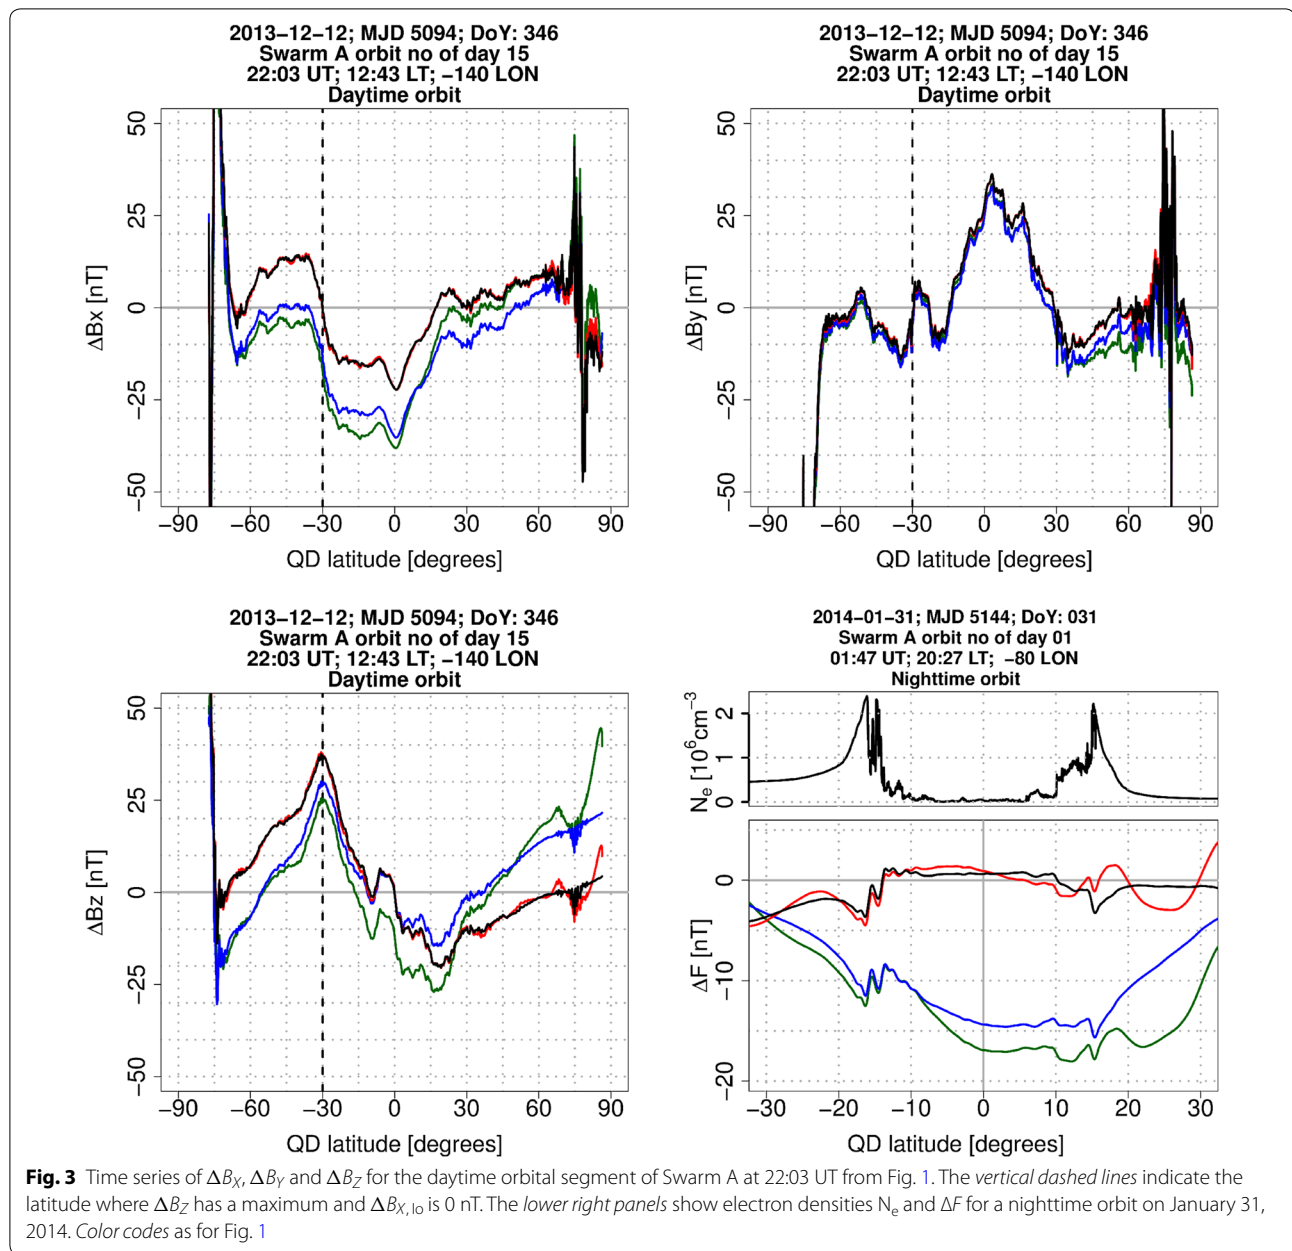 2013−12−12; MJD 5094; DoY: 346
Swarm A orbit no of day 15
22:03 UT; 12:43 LT; −140 LON
Daytime orbit
ΔBx [nT]
50
25
0
−25
−50
−90 −60 −30 0 30 60 90
QD latitude [degrees]
2013−12−12; MJD 5094; DoY: 346
Swarm A orbit no of day 15
22:03 UT; 12:43 LT; −140 LON
Daytime orbit
ΔBy [nT]
50
25
0
−25
−50
−90 −60 −30 0 30 60 90
QD latitude [degrees]
2013−12−12; MJD 5094; DoY: 346
Swarm A orbit no of day 15
22:03 UT; 12:43 LT; −140 LON
Daytime orbit
ΔBz [nT]
50
25
0
−25
−50
−90 −60 −30 0 30 60 90
QD latitude [degrees]
2014−01−31; MJD 5144; DoY: 031
Swarm A orbit no of day 01
01:47 UT; 20:27 LT; −80 LON
Nighttime orbit
Ne [10⁶cm⁻³]
2
1
0
ΔF [nT]
0
−10
−20
−30 −20 −10 0 10 20 30
QD latitude [degrees]
Fig. 3 Time series of ΔB_X, ΔB_Y and ΔB_Z for the daytime orbital segment of Swarm A at 22:03 UT from Fig. 1. The vertical dashed lines indicate the
latitude where ΔB_Z has a maximum and ΔB_X, lo is 0 nT. The lower right panels show electron densities Ne and ΔF for a nighttime orbit on January 31,
2014. Color codes as for Fig. 1